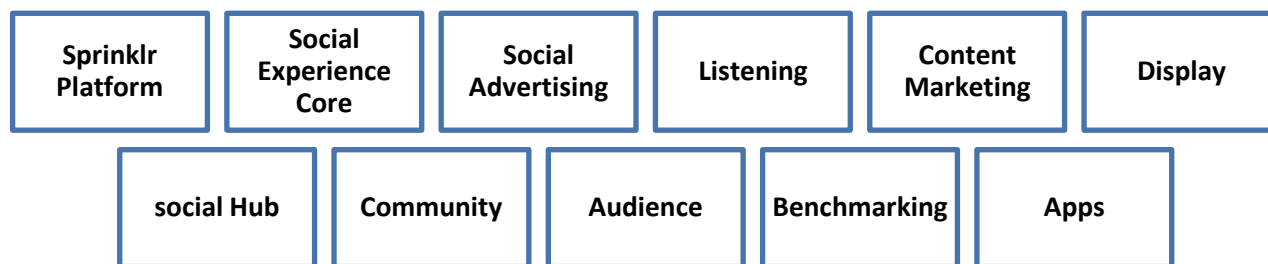 Sprinklr
Platform
Social
Experience
Core
Social
Advertising
Listening
Content
Marketing
Display
social Hub
Community
Audience
Benchmarking
Apps